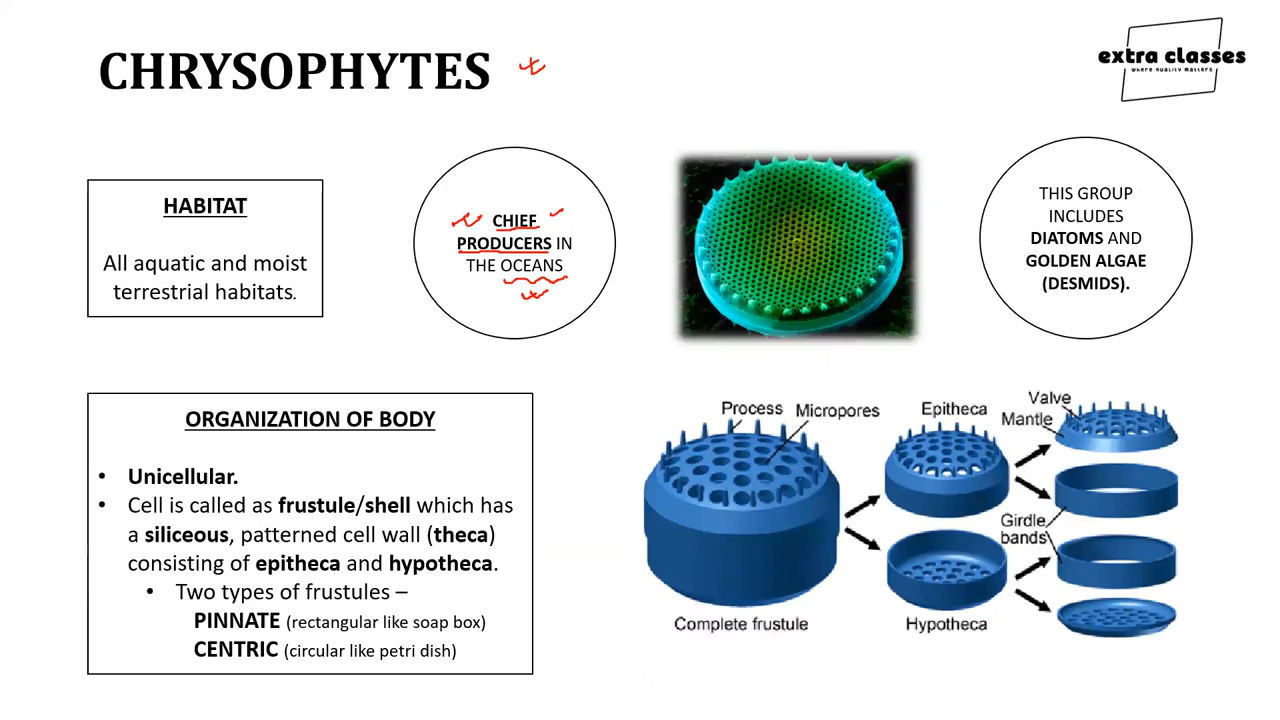 CHRYSOPHYTES
extra classes
where quality matters
HABITAT
All aquatic and moist
terrestrial habitats.
CHIEF
PRODUCERS IN
THE OCEANS
THIS GROUP
INCLUDES
DIATOMS AND
GOLDEN ALGAE
(DESMIDS).
ORGANIZATION OF BODY
• Unicellular.
• Cell is called as frustule/shell which has
a siliceous, patterned cell wall (theca)
consisting of epitheca and hypotheca.
• Two types of frustules –
PINNATE (rectangular like soap box)
CENTRIC (circular like petri dish)
Process
Micropores
Complete frustule
Epitheca
Hypotheca
Valve
Mantle
Girdle
bands